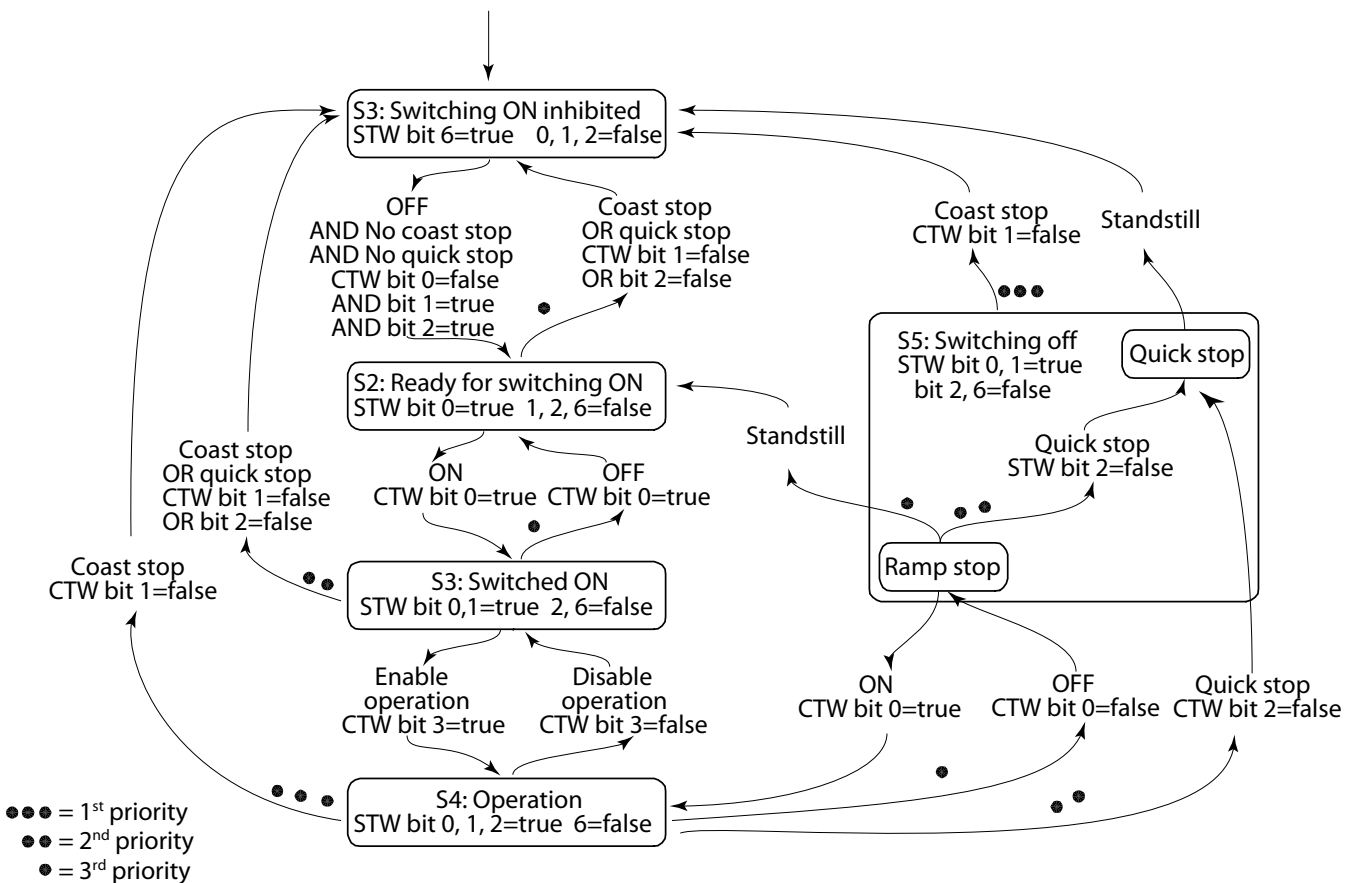 S3: Switching ON inhibited
STW bit 6=true 0, 1, 2=false
OFF
AND No coast stop
AND No quick stop
CTW bit 0=false
AND bit 1=true
AND bit 2=true
Coast stop
OR quick stop
CTW bit 1=false
OR bit 2=false
Coast stop
CTW bit 1=false
Standstill
S5: Switching off
STW bit 0, 1=true
bit 2, 6=false
Quick stop
S2: Ready for switching ON
STW bit 0=true 1, 2, 6=false
Standstill
Quick stop
STW bit 2=false
Coast stop
OR quick stop
CTW bit 1=false
OR bit 2=false
ON
CTW bit 0=true
OFF
CTW bit 0=true
Ramp stop
Coast stop
CTW bit 1=false
S3: Switched ON
STW bit 0,1=true 2, 6=false
Enable
operation
CTW bit 3=true
Disable
operation
CTW bit 3=false
ON
CTW bit 0=true
OFF
CTW bit 0=false
Quick stop
CTW bit 2=false
S4: Operation
STW bit 0, 1, 2=true 6=false
= 1st priority
= 2nd priority
= 3rd priority